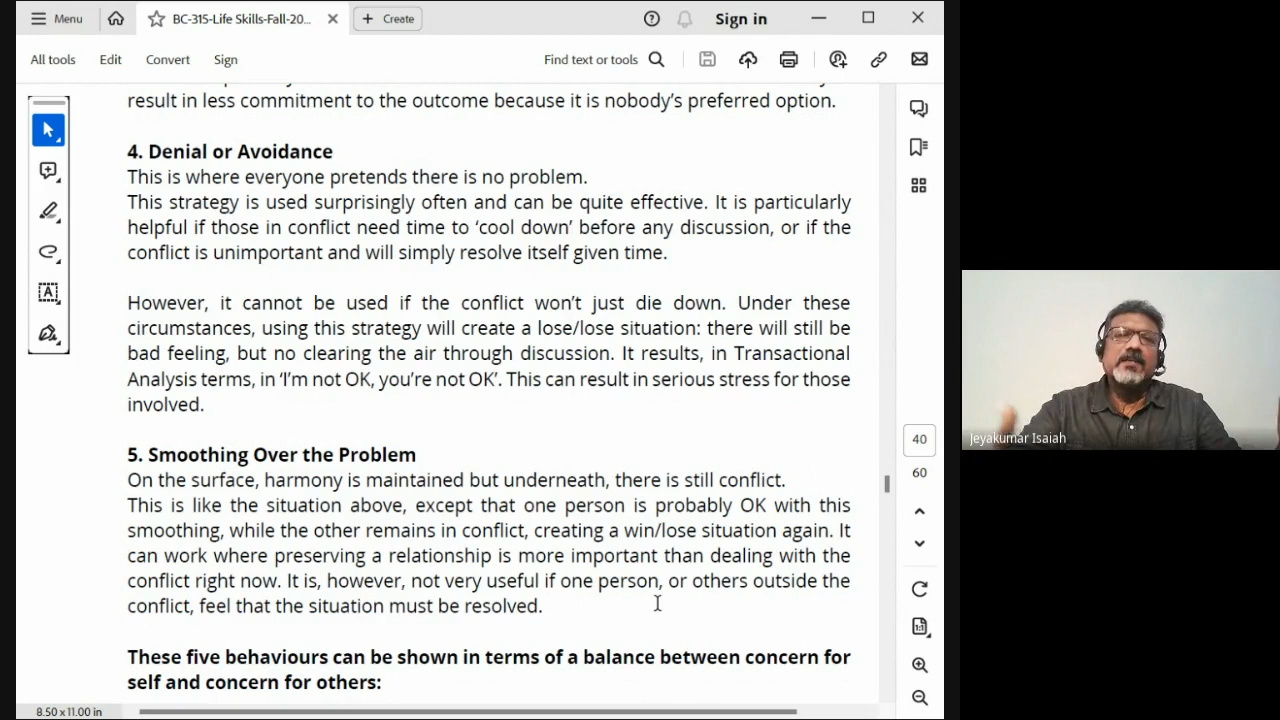 Menu
BC-315-Life Skills-Fall-20...
Create
Sign in
All tools
Edit
Convert
Sign
Find text or tools
result in less commitment to the outcome because it is nobody's preferred option.
4. Denial or Avoidance
This is where everyone pretends there is no problem.
This strategy is used surprisingly often and can be quite effective. It is particularly
helpful if those in conflict need time to 'cool down' before any discussion, or if the
conflict is unimportant and will simply resolve itself given time.
However, it cannot be used if the conflict won't just die down. Under these
circumstances, using this strategy will create a lose/lose situation: there will still be
bad feeling, but no clearing the air through discussion. It results, in Transactional
Analysis terms, in 'I'm not OK, you're not OK'. This can result in serious stress for those
involved.
5. Smoothing Over the Problem
On the surface, harmony is maintained but underneath, there is still conflict.
This is like the situation above, except that one person is probably OK with this
smoothing, while the other remains in conflict, creating a win/lose situation again. It
can work where preserving a relationship is more important than dealing with the
conflict right now. It is, however, not very useful if one person, or others outside the
conflict, feel that the situation must be resolved.
These five behaviours can be shown in terms of a balance between concern for
self and concern for others:
40
60
1:1
8.50 x 11.00 in
Jeyakumar Isaiah